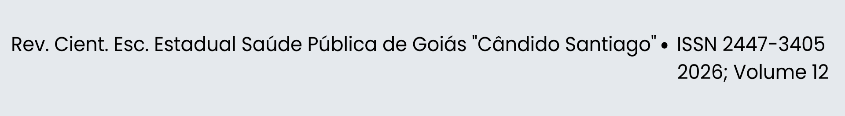 Rev. Cient. Esc. Estadual Saúde Pública de Goiás "Cândido Santiago" • ISSN 2447-3405
2026; Volume 12